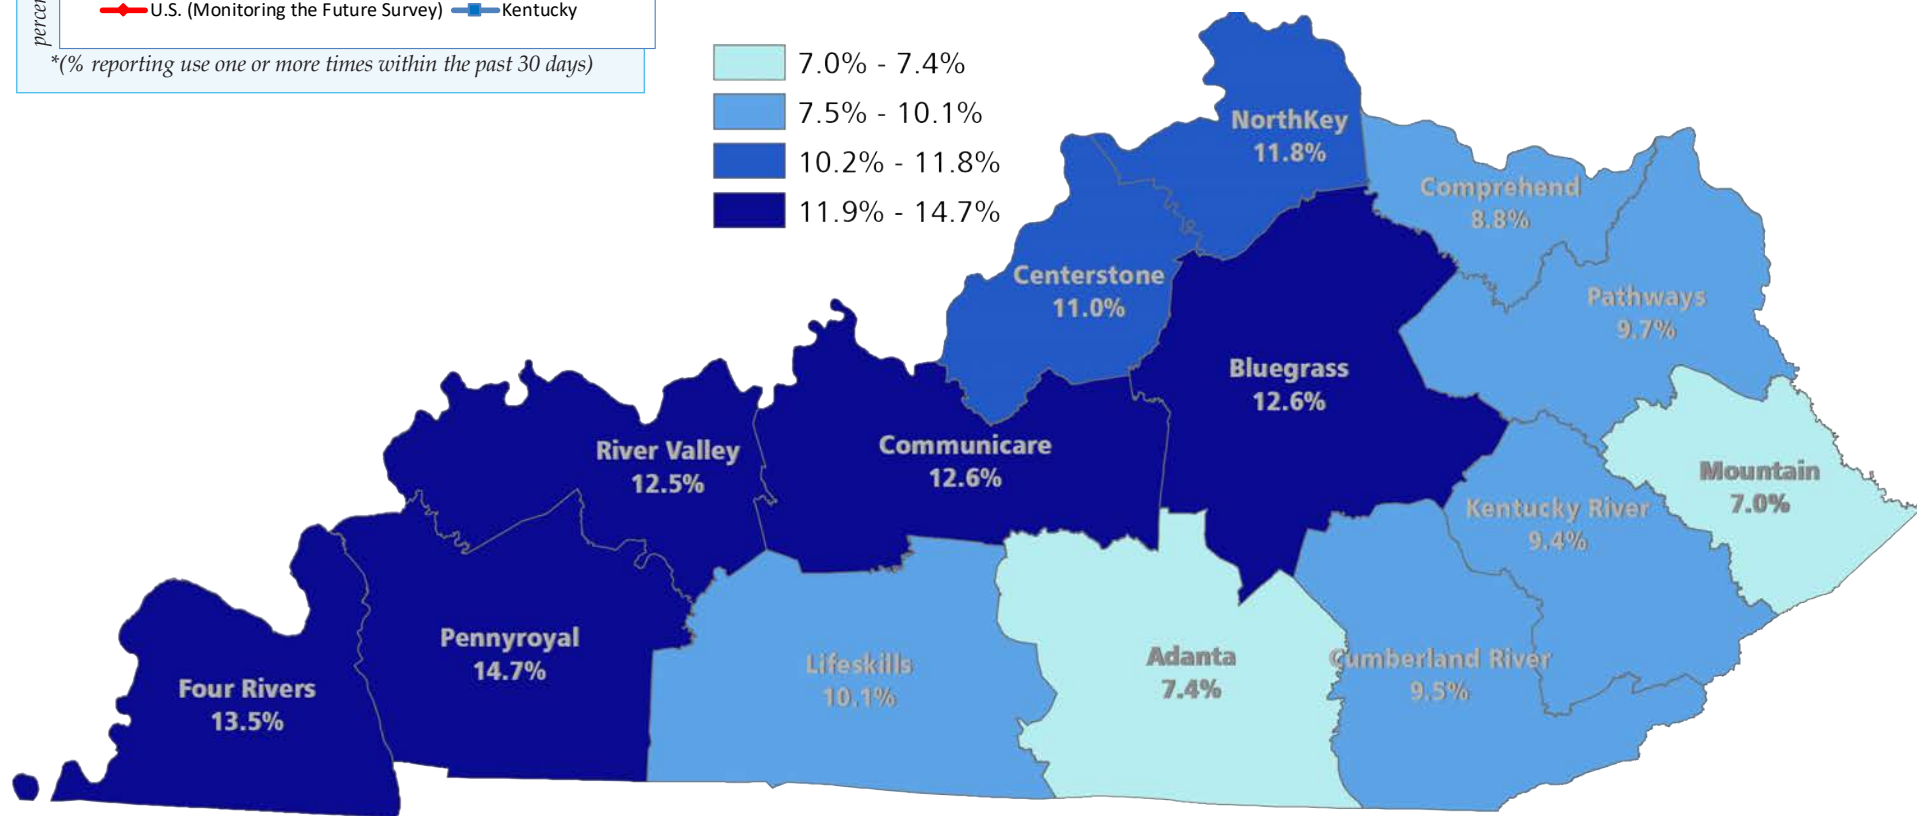 U.S. (Monitoring the Future Survey) Kentucky
*(% reporting use one or more times within the past 30 days)
7.0% - 7.4%
7.5% - 10.1%
10.2% - 11.8%
11.9% - 14.7%
NorthKey
11.8%
Comprehend
8.8%
Centerstone
11.0%
Pathways
9.7%
Bluegrass
12.6%
River Valley
12.5%
Communicare
12.6%
Mountain
7.0%
Kentucky River
9.4%
Pennyroyal
14.7%
Lifeskills
10.1%
Adanta
7.4%
Cumberland River
9.5%
Four Rivers
13.5%